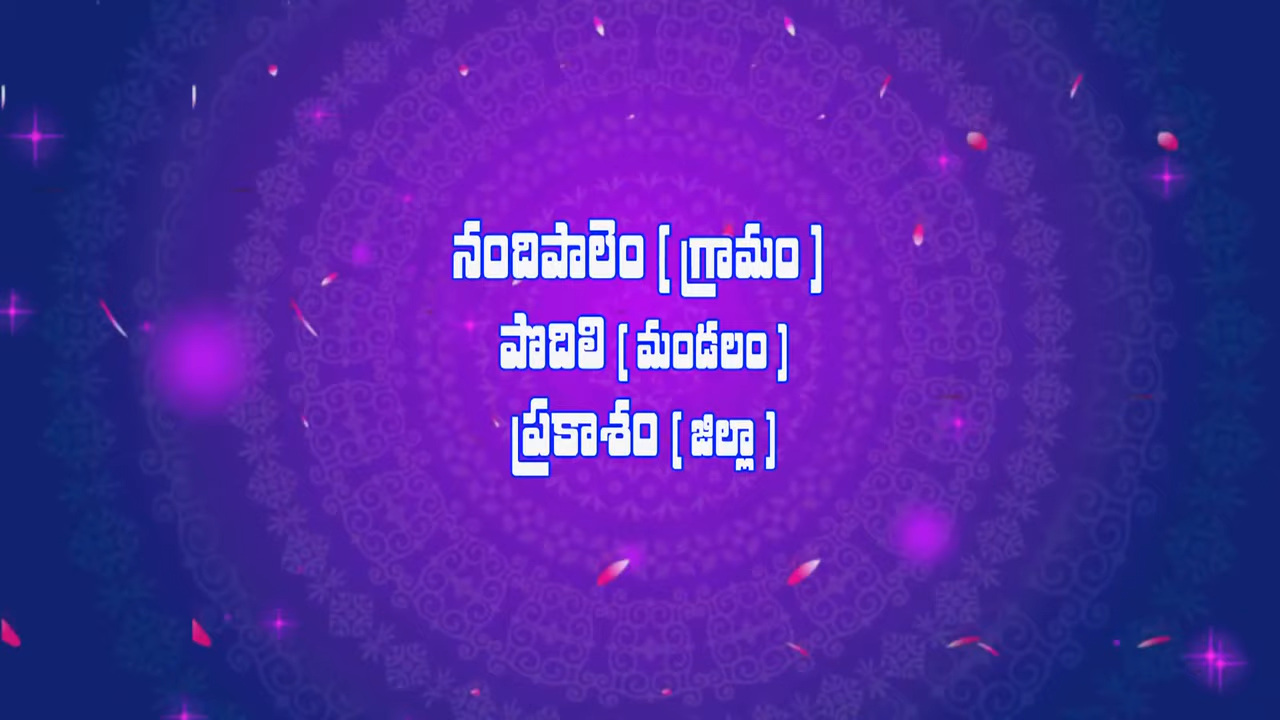 నందిపాలెం [ గ్రామం ]
పొదిలి [ మండలం ]
ప్రకాశం [ జిల్లా ]